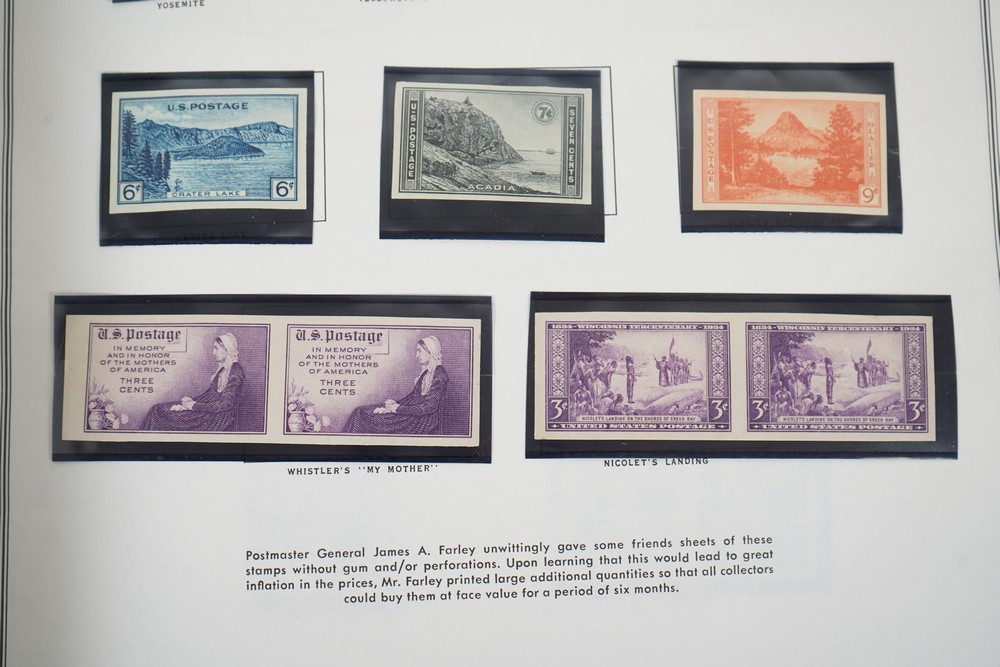 YOSEMITE
U.S. POSTAGE
6¢
CRATER LAKE
6¢
U.S. POSTAGE
7¢
SEVEN CENTS
ACADIA
U.S. POSTAGE
GLACIER
9¢
U.S. Postage
IN MEMORY
AND IN HONOR
OF THE MOTHERS
OF AMERICA
THREE
CENTS
U.S. Postage
IN MEMORY
AND IN HONOR
OF THE MOTHERS
OF AMERICA
THREE
CENTS
1634-WISCONSIN TERCENTENARY-1934
3¢
NICOLET'S LANDING ON THE SHORES OF GREEN BAY
UNITED STATES POSTAGE
1634-WISCONSIN TERCENTENARY-1934
3¢
3¢
NICOLET'S LANDING ON THE SHORES OF GREEN BAY
UNITED STATES POSTAGE
WHISTLER'S "MY MOTHER"
NICOLET'S LANDING
Postmaster General James A. Farley unwittingly gave some friends sheets of these
stamps without gum and/or perforations. Upon learning that this would lead to great
inflation in the prices, Mr. Farley printed large additional quantities so that all collectors
could buy them at face value for a period of six months.